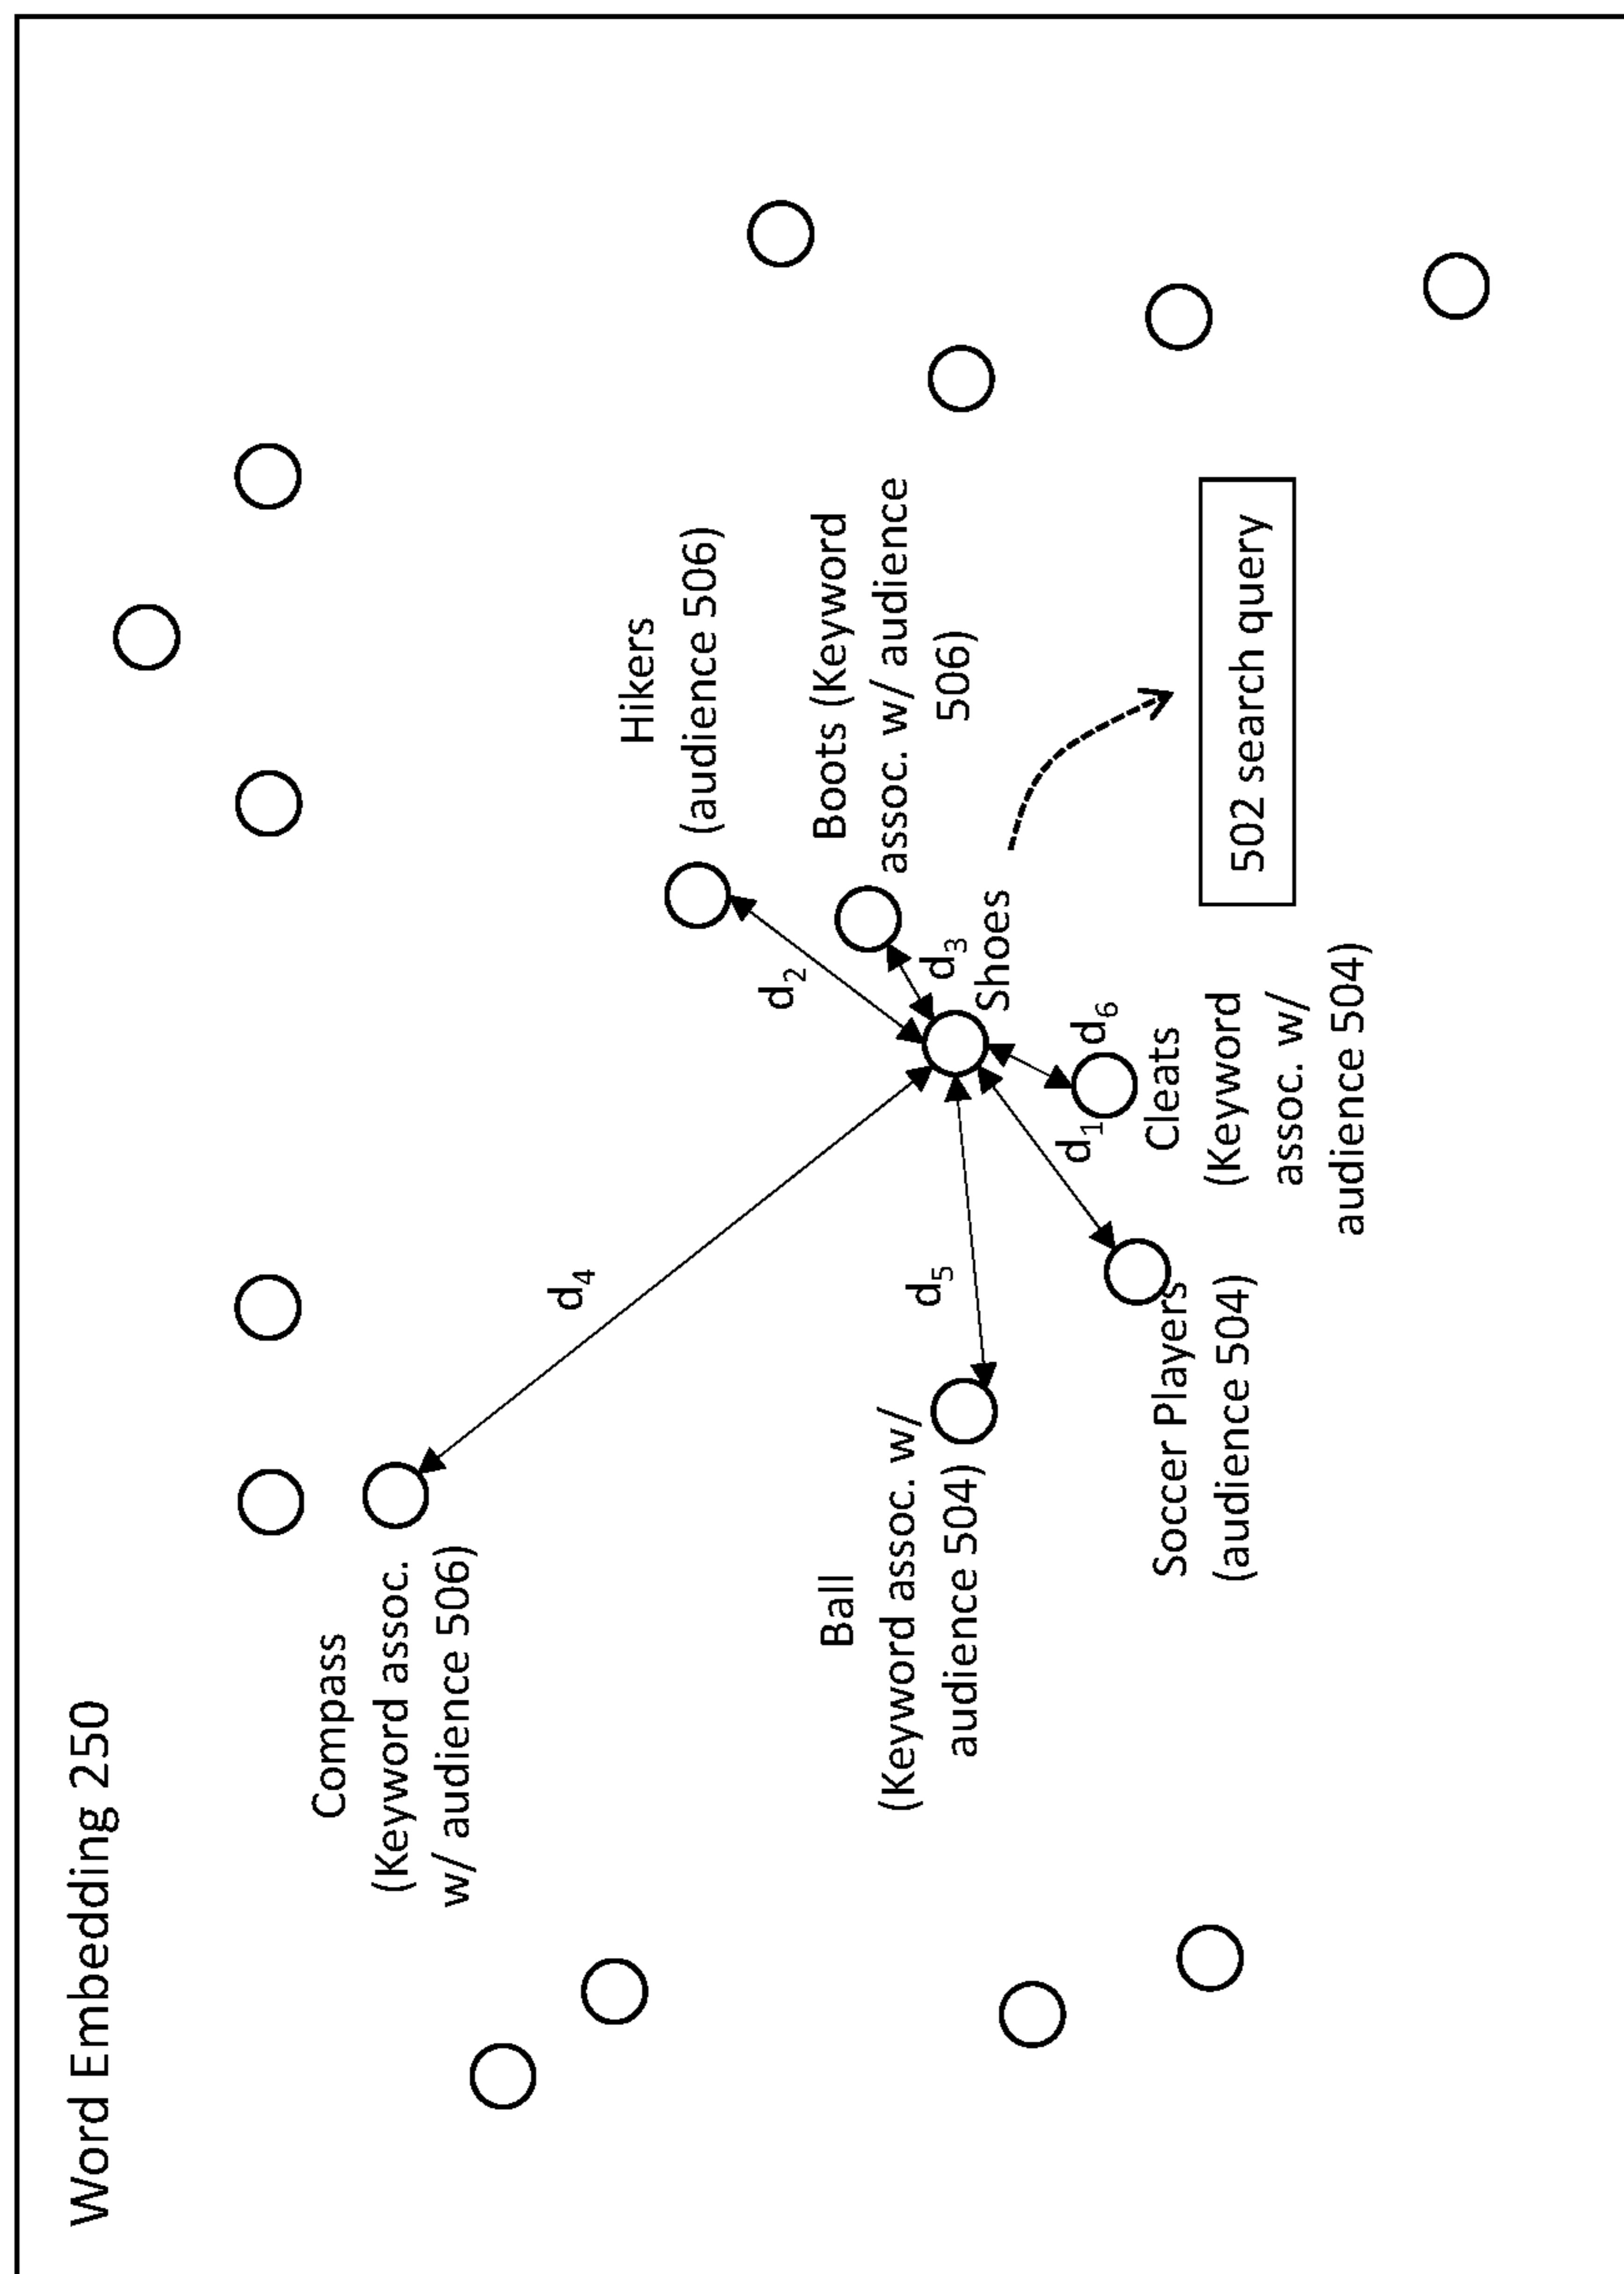 Word Embedding 250
Compass
(Keyword assoc.
w/ audience 506)
d4
Hikers
(audience 506)
d2
Boots (Keyword
assoc. w/ audience
506)
d3
Shoes
Ball
(Keyword assoc. w/
audience 504)
d5
d1
d6
Soccer Players
(audience 504)
Cleats
(Keyword
assoc. w/
audience 504)
502 search query